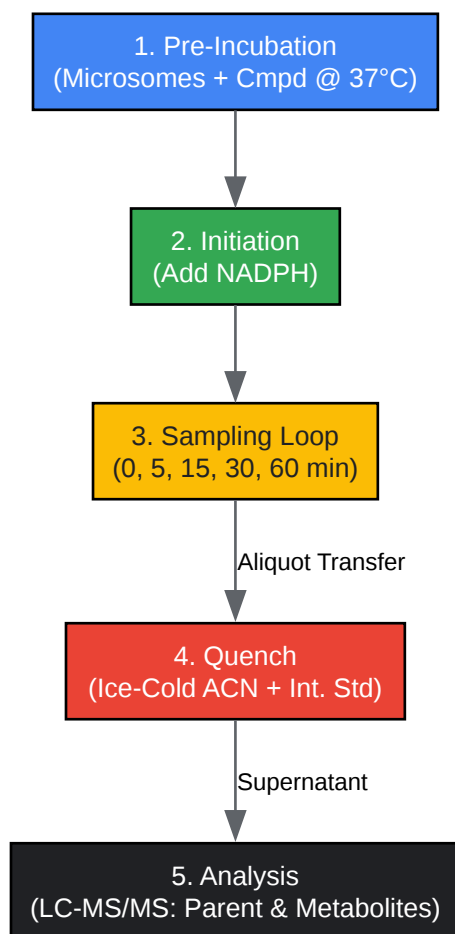 1. Pre-Incubation
(Microsomes + Cmpd @ 37°C)
2. Initiation
(Add NADPH)
3. Sampling Loop
(0, 5, 15, 30, 60 min)
Aliquot Transfer
4. Quench
(Ice-Cold ACN + Int. Std)
Supernatant
5. Analysis
(LC-MS/MS: Parent & Metabolites)